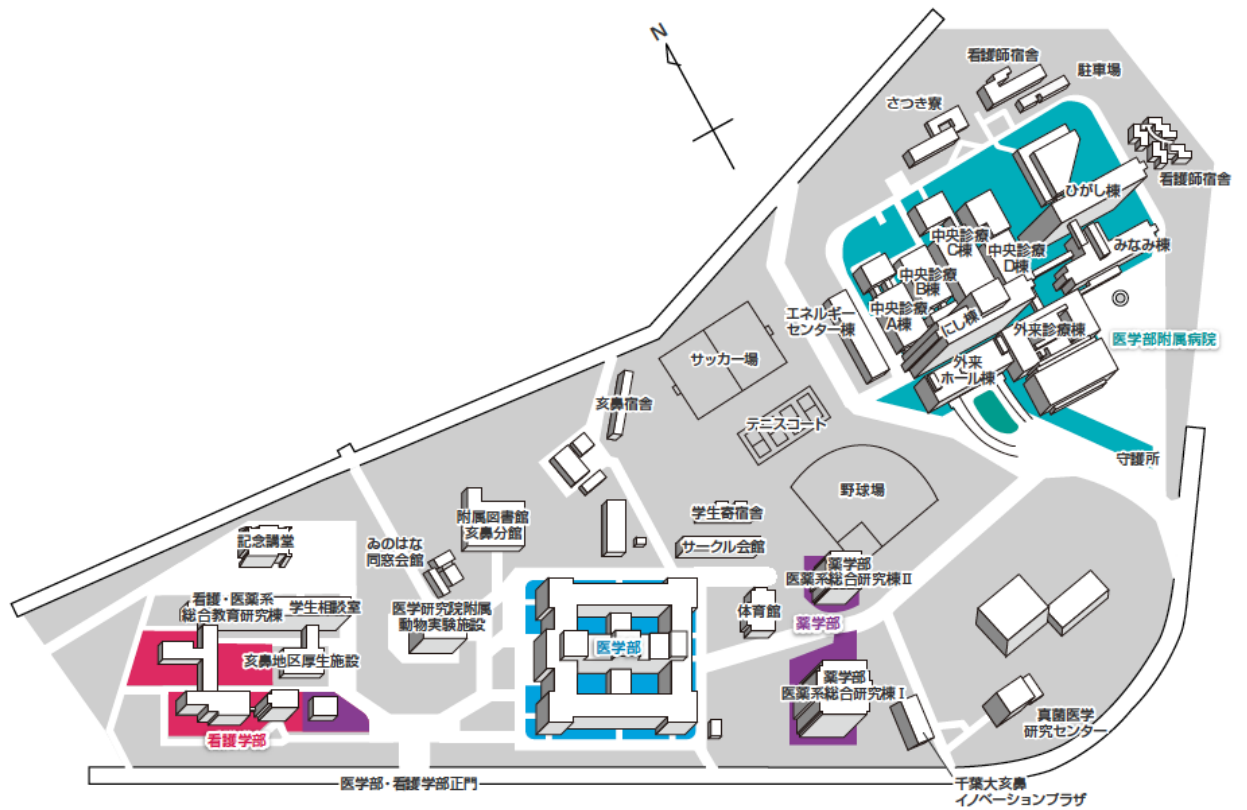 N
看護師宿舎
駐車場
さつき寮
看護師宿舎
ひがし棟
みなみ棟
中央診療
C棟
中央診療
D棟
中央診療
B棟
中央診療
A棟
エネルギー
センター棟
にし棟
外来診療棟
医学部附属病院
外来
ホール棟
サッカー場
亥鼻宿舎
テニスコート
守護所
野球場
附属図書館
亥鼻分館
学生寄宿舎
サークル会館
記念講堂
ゐのはな
同窓会館
薬学部
医薬系総合研究棟Ⅱ
看護・医薬系
総合教育研究棟
学生相談室
医学研究院附属
動物実験施設
体育館
薬学部
医学部
亥鼻地区厚生施設
薬学部
医薬系総合研究棟Ⅰ
真菌医学
研究センター
看護学部
医学部・看護学部正門
千葉大亥鼻
イノベーションプラザ